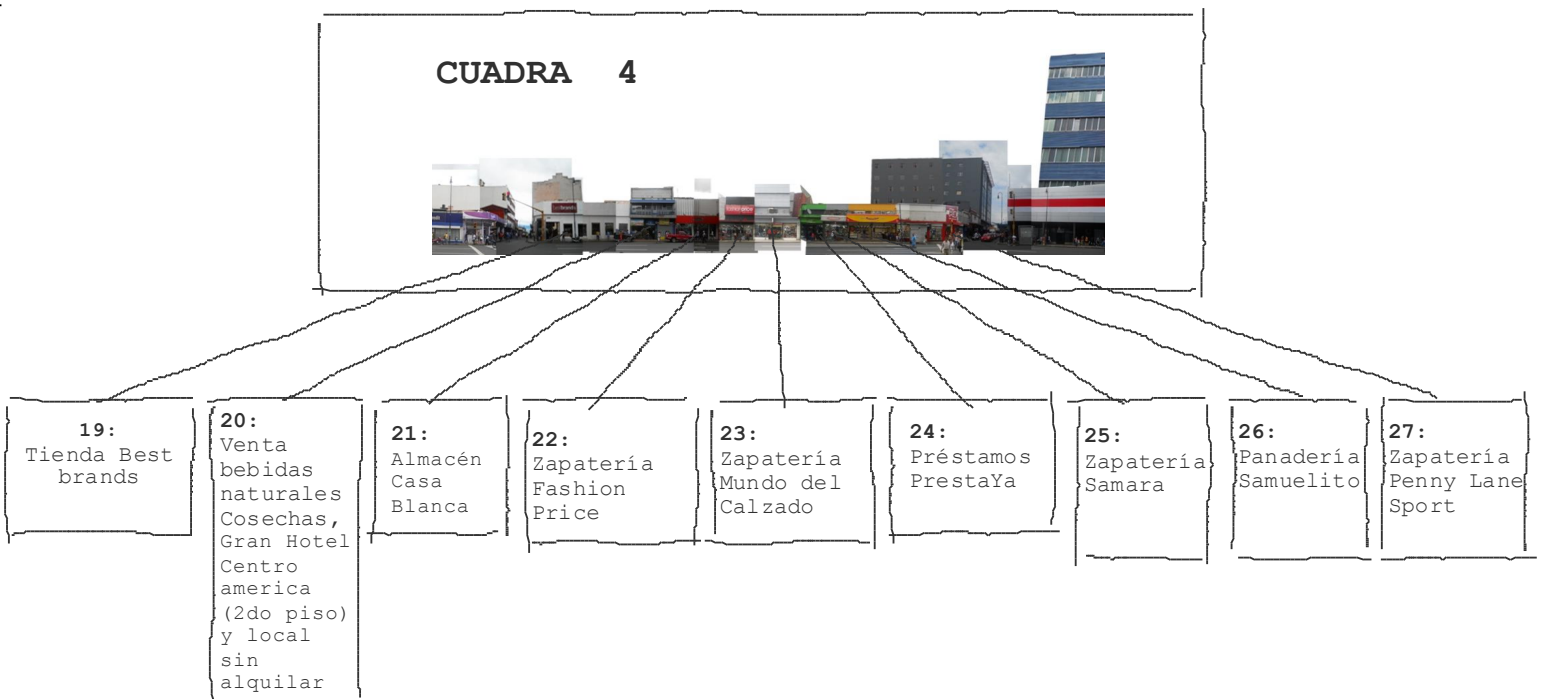 CUADRA 4
19:
Tienda Best
brands
20:
Venta
bebidas
naturales
Cosechas,
Gran Hotel
Centro
america
(2do piso)
y local
sin
alquilar
21:
Almacén
Casa
Blanca
22:
Zapatería
Fashion
Price
23:
Zapatería
Mundo del
Calzado
24:
Préstamos
PrestaYa
25:
Zapatería
Samara
26:
Panadería
Samuelito
27:
Zapatería
Penny Lane
Sport